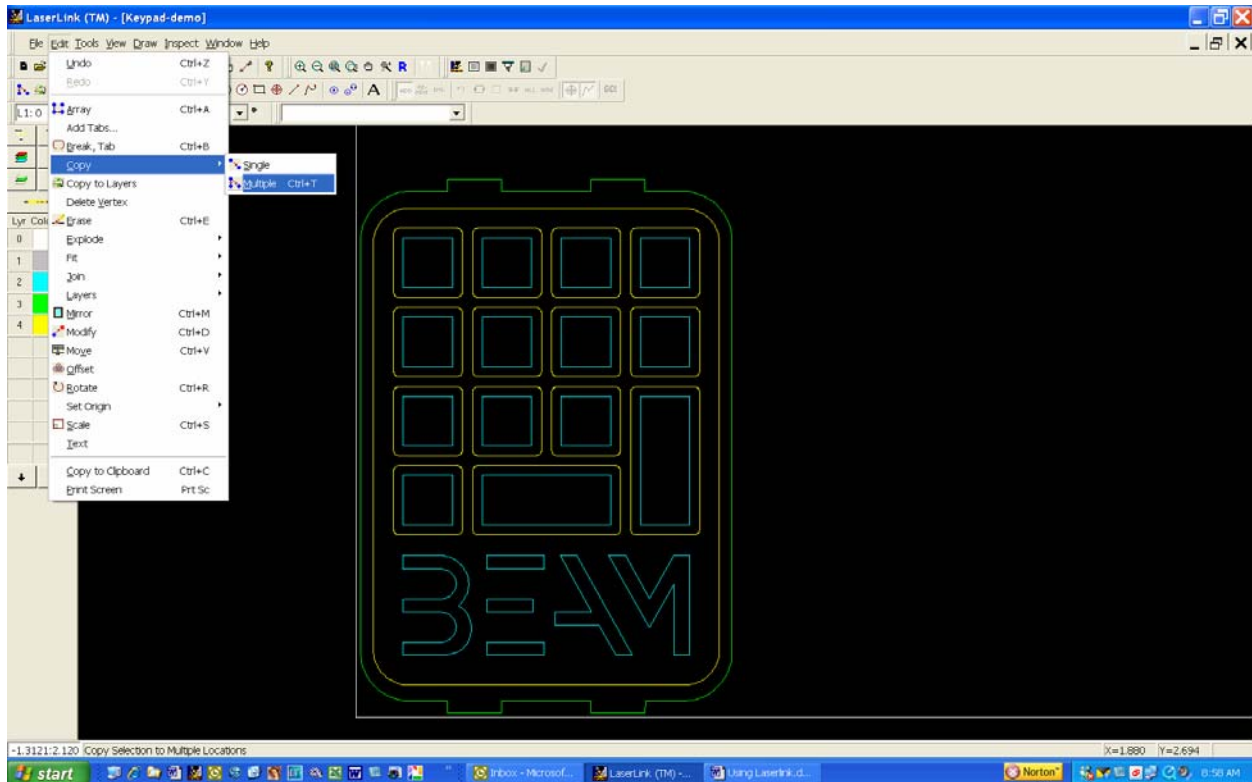 LaserLink (TM) - [Keypad-demo]
File Edit Tools View Draw Inspect Window Help
Undo Ctrl+Z
Redo Ctrl+Y
Array Ctrl+A
Add Tabs...
Break, Tab Ctrl+B
Copy
Single
Multiple Ctrl+T
Copy to Layers
Delete Vertex
Erase Ctrl+E
Explode
Fit
Join
Layers
Mirror Ctrl+M
Modify Ctrl+D
Move Ctrl+V
Offset
Rotate Ctrl+R
Set Origin
Scale Ctrl+S
Text
Copy to Clipboard Ctrl+C
Print Screen Prt Sc
R
A
GO!
L1: 0
Lyr
0
1
2
3
4
BEAM
-1.3121:2.120 Copy Selection to Multiple Locations
X=1.880 Y=2.694
start
Inbox - Microsof...
LaserLink (TM) -...
Using Laserlink.d...
Norton
8:58 AM